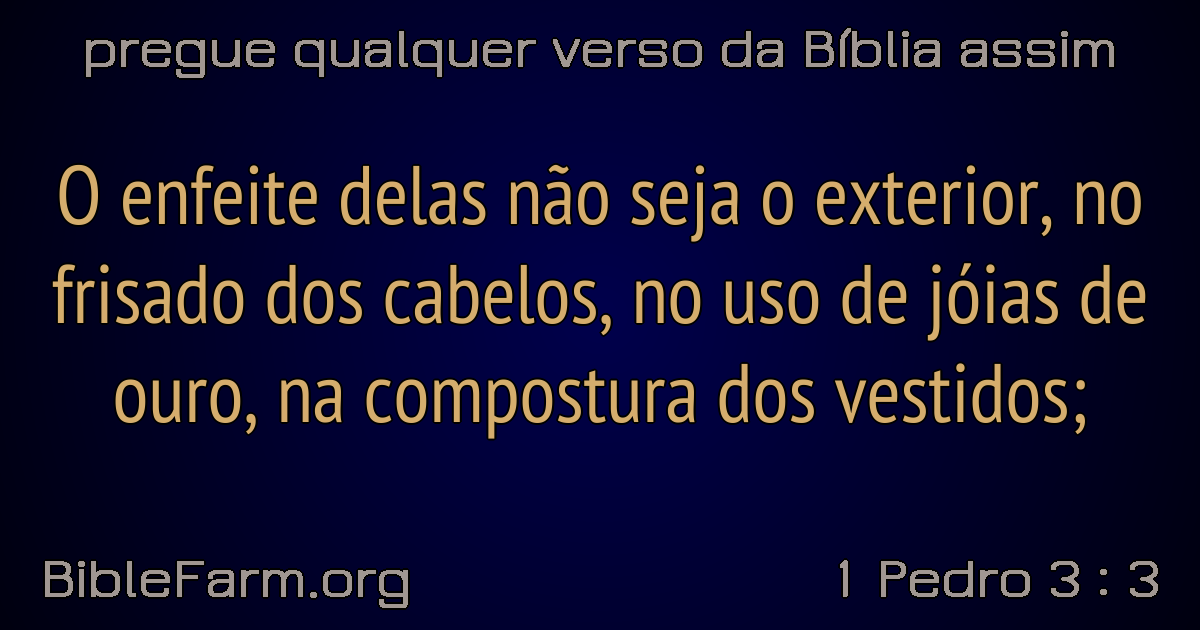 pregue qualquer verso da Bíblia assim
O enfeite delas não seja o exterior, no
frisado dos cabelos, no uso de jóias de
ouro, na compostura dos vestidos;
BibleFarm.org
1 Pedro 3 : 3